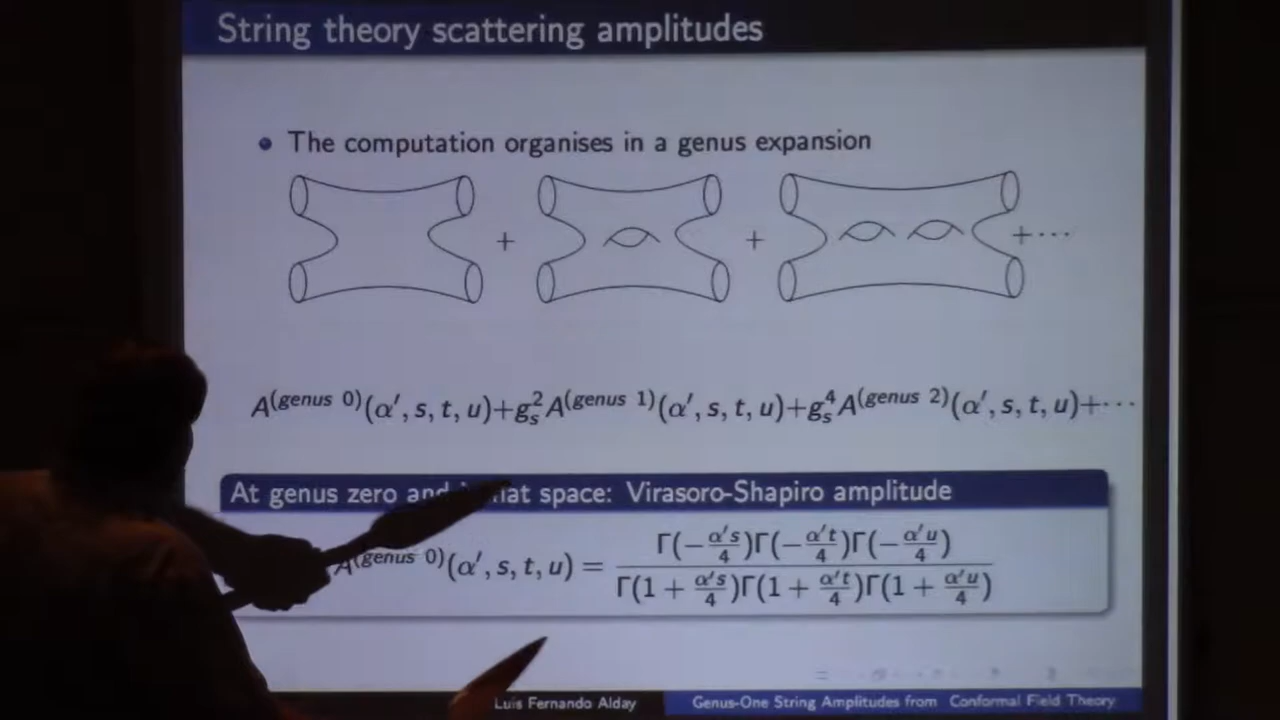 String theory scattering amplitudes
The computation organises in a genus expansion
+ + +···
A^(genus 0)(α′, s, t, u)+g_s^2 A^(genus 1)(α′, s, t, u)+g_s^4 A^(genus 2)(α′, s, t, u)+···
At genus zero and space: Virasoro-Shapiro amplitude
A^(genus 0)(α′, s, t, u) = Γ(−α′s/4)Γ(−α′t/4)Γ(−α′u/4) / Γ(1 + α′s/4)Γ(1 + α′t/4)Γ(1 + α′u/4)
Luis Fernando Alday Genus-One String Amplitudes from Conformal Field Theory